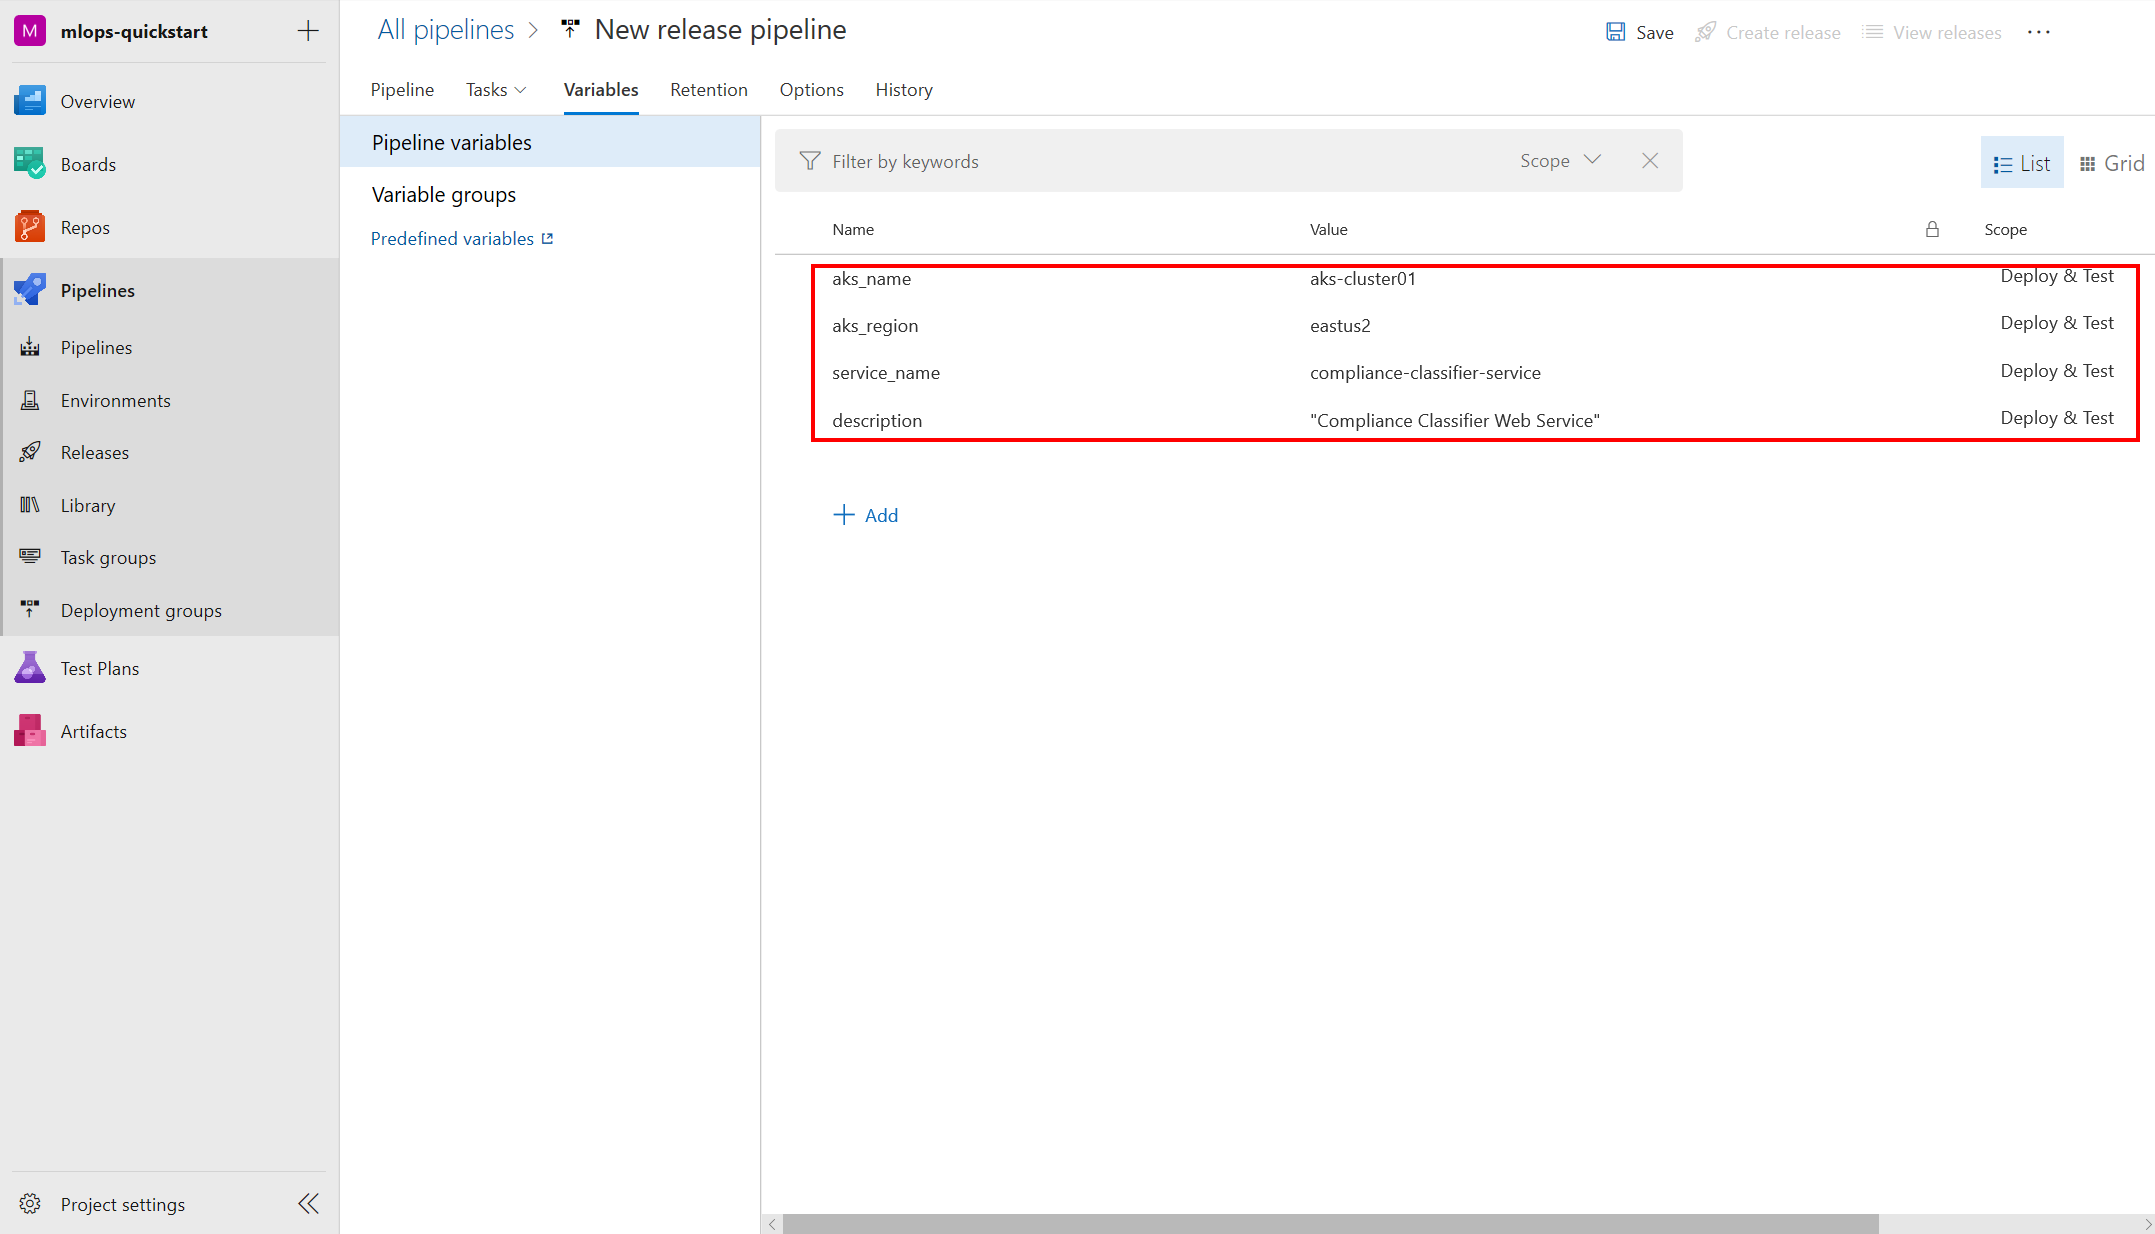 M mlops-quickstart
Overview
Boards
Repos
Pipelines
Pipelines
Environments
Releases
Library
Task groups
Deployment groups
Test Plans
Artifacts
Project settings
All pipelines > New release pipeline
Save Create release View releases ...
Pipeline Tasks Variables Retention Options History
Pipeline variables
Variable groups
Predefined variables
Filter by keywords Scope
List Grid
Name Value Scope
aks_name aks-cluster01 Deploy & Test
aks_region eastus2 Deploy & Test
service_name compliance-classifier-service Deploy & Test
description "Compliance Classifier Web Service" Deploy & Test
+ Add